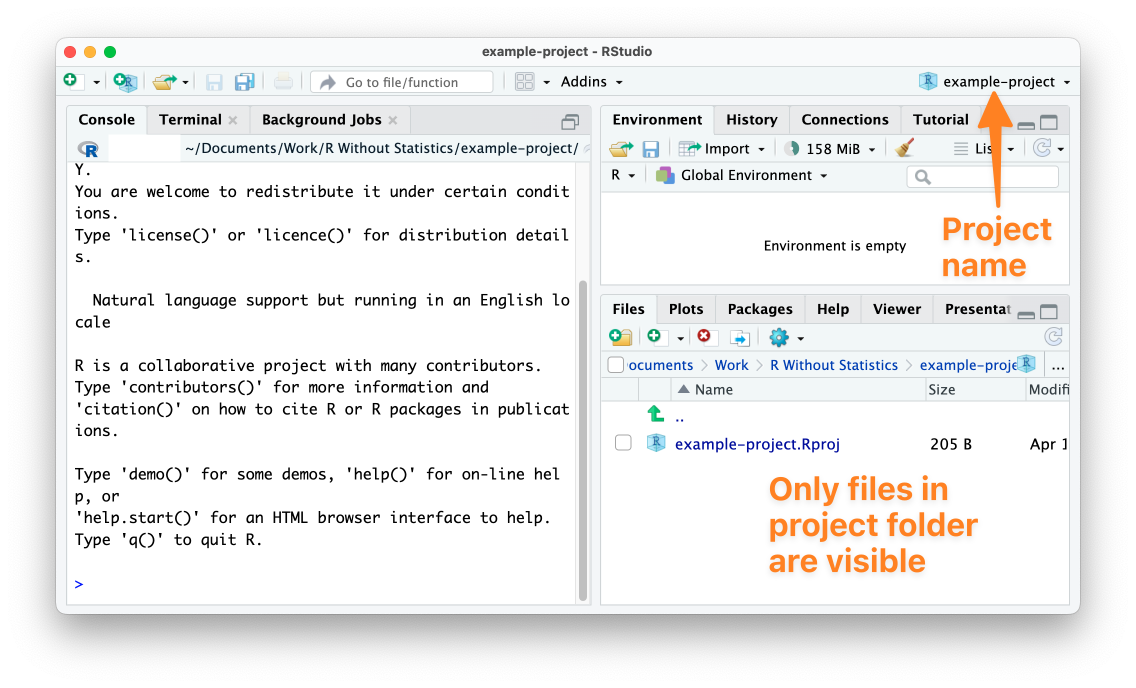 example-project - RStudio
Go to file/function
Addins
example-project
Console
Terminal
Background Jobs
R
~/Documents/Work/R Without Statistics/example-project/
Y.
You are welcome to redistribute it under certain condit
ions.
Type 'license()' or 'licence()' for distribution detail
s.
Natural language support but running in an English lo
cale
R is a collaborative project with many contributors.
Type 'contributors()' for more information and
'citation()' on how to cite R or R packages in publicat
ions.
Type 'demo()' for some demos, 'help()' for on-line hel
p, or
'help.start()' for an HTML browser interface to help.
Type 'q()' to quit R.
>
Environment
History
Connections
Tutorial
Import
158 MiB
Lis
R
Global Environment
Environment is empty
Project
name
Files
Plots
Packages
Help
Viewer
Presentat
ocuments
Work
R Without Statistics
example-proje
...
Name
Size
Modifi
..
example-project.Rproj
205 B
Apr 1
Only files in
project folder
are visible